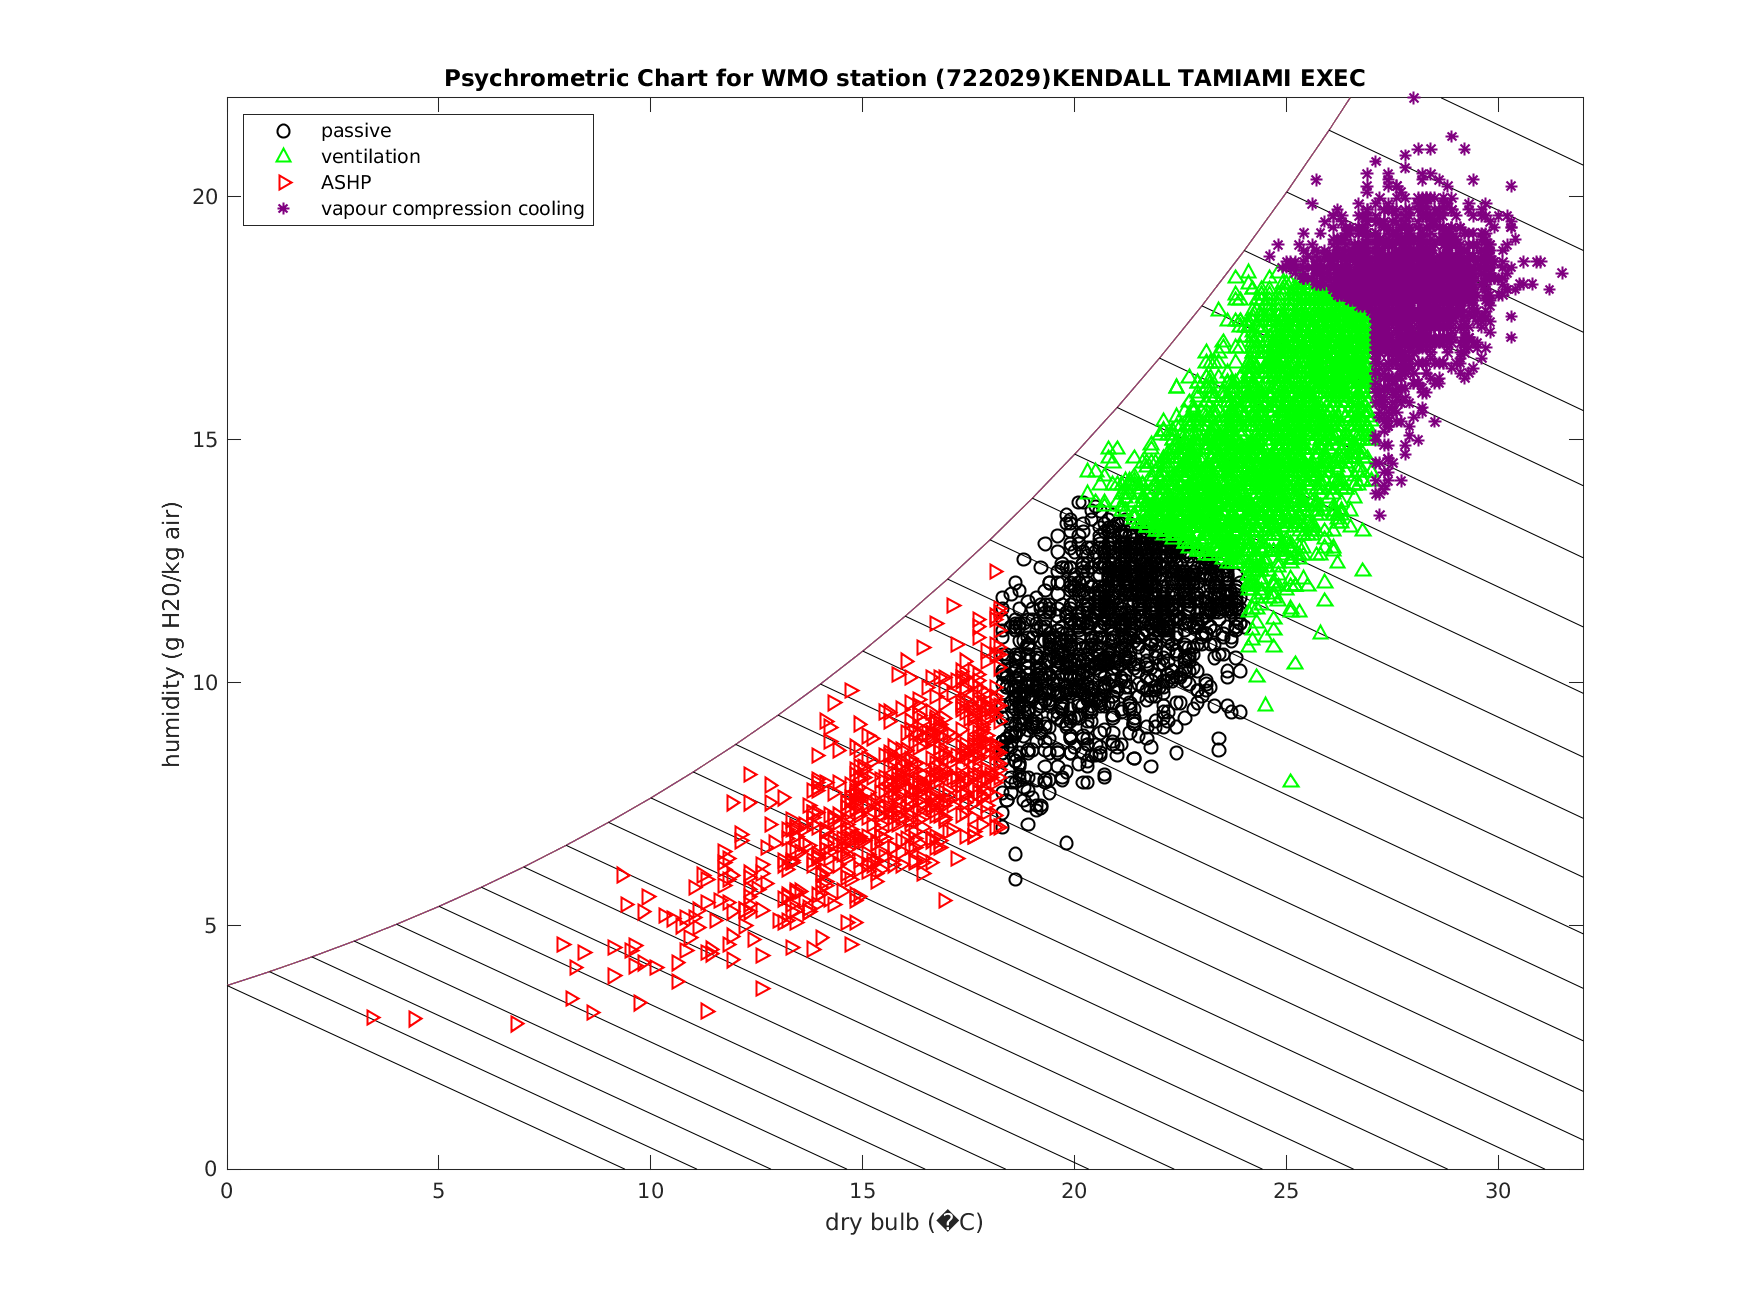 Psychrometric Chart for WMO station (722029)KENDALL TAMIAMI EXEC
passive
ventilation
ASHP
vapour compression cooling
humidity (g H20/kg air)
20
15
10
5
0
0 5 10 15 20 25 30
dry bulb (�C)